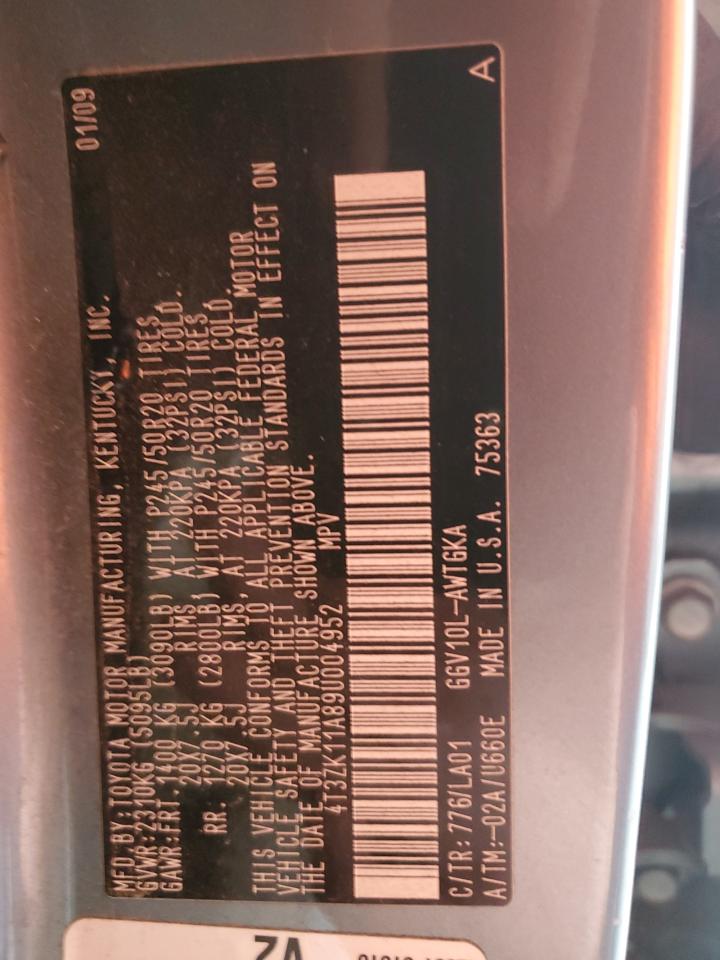 MFD.BY:TOYOTA MOTOR MANUFACTURING, KENTUCKY, INC. 01/09
GVWR:2310KG (5095LB)
GAWR:FRT.1400 KG (3090LB) WITH P245/50R20 TIRES,
20X7.5J RIMS, AT 220KPA (32PSI) COLD.
RR. 1270 KG (2800LB) WITH P245/50R20 TIRES,
20X7.5J RIMS, AT 220KPA (32PSI) COLD.
THIS VEHICLE CONFORMS TO ALL APPLICABLE FEDERAL MOTOR
VEHICLE SAFETY AND THEFT PREVENTION STANDARDS IN EFFECT ON
THE DATE OF MANUFACTURE SHOWN ABOVE.
4T3ZK11A89U004952 MPV
C/TR:776/LA01 GGV10L-AWTGKA
A/TM:-02A/U660E MADE IN U.S.A. 75363 A